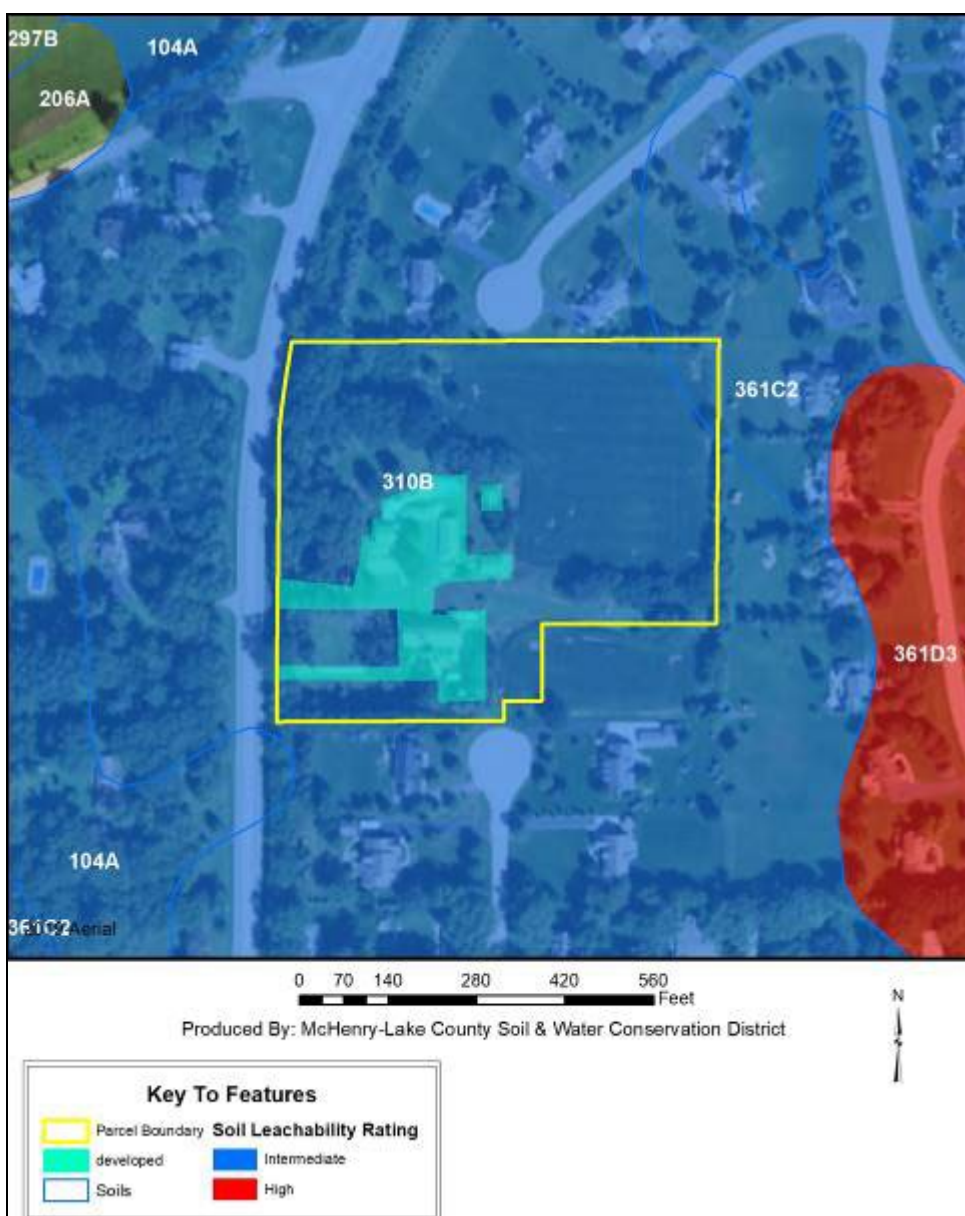 297B
104A
206A
361C2
310B
361D3
104A
361C2
Aerial
0 70 140 280 420 560
Feet
N
Produced By: McHenry-Lake County Soil & Water Conservation District
Key To Features
Parcel Boundary Soil Leachability Rating
developed Intermediate
Soils High